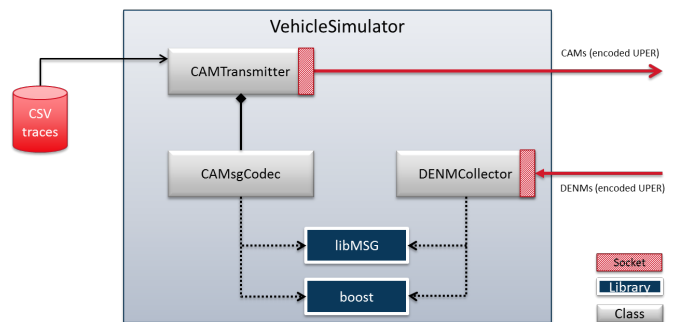 VehicleSimulator
CAMTransmitter
CAMs (encoded UPER)
CSV
traces
CAMsgCodec
DENMCollector
DENMs (encoded UPER)
libMSG
boost
Socket
Library
Class